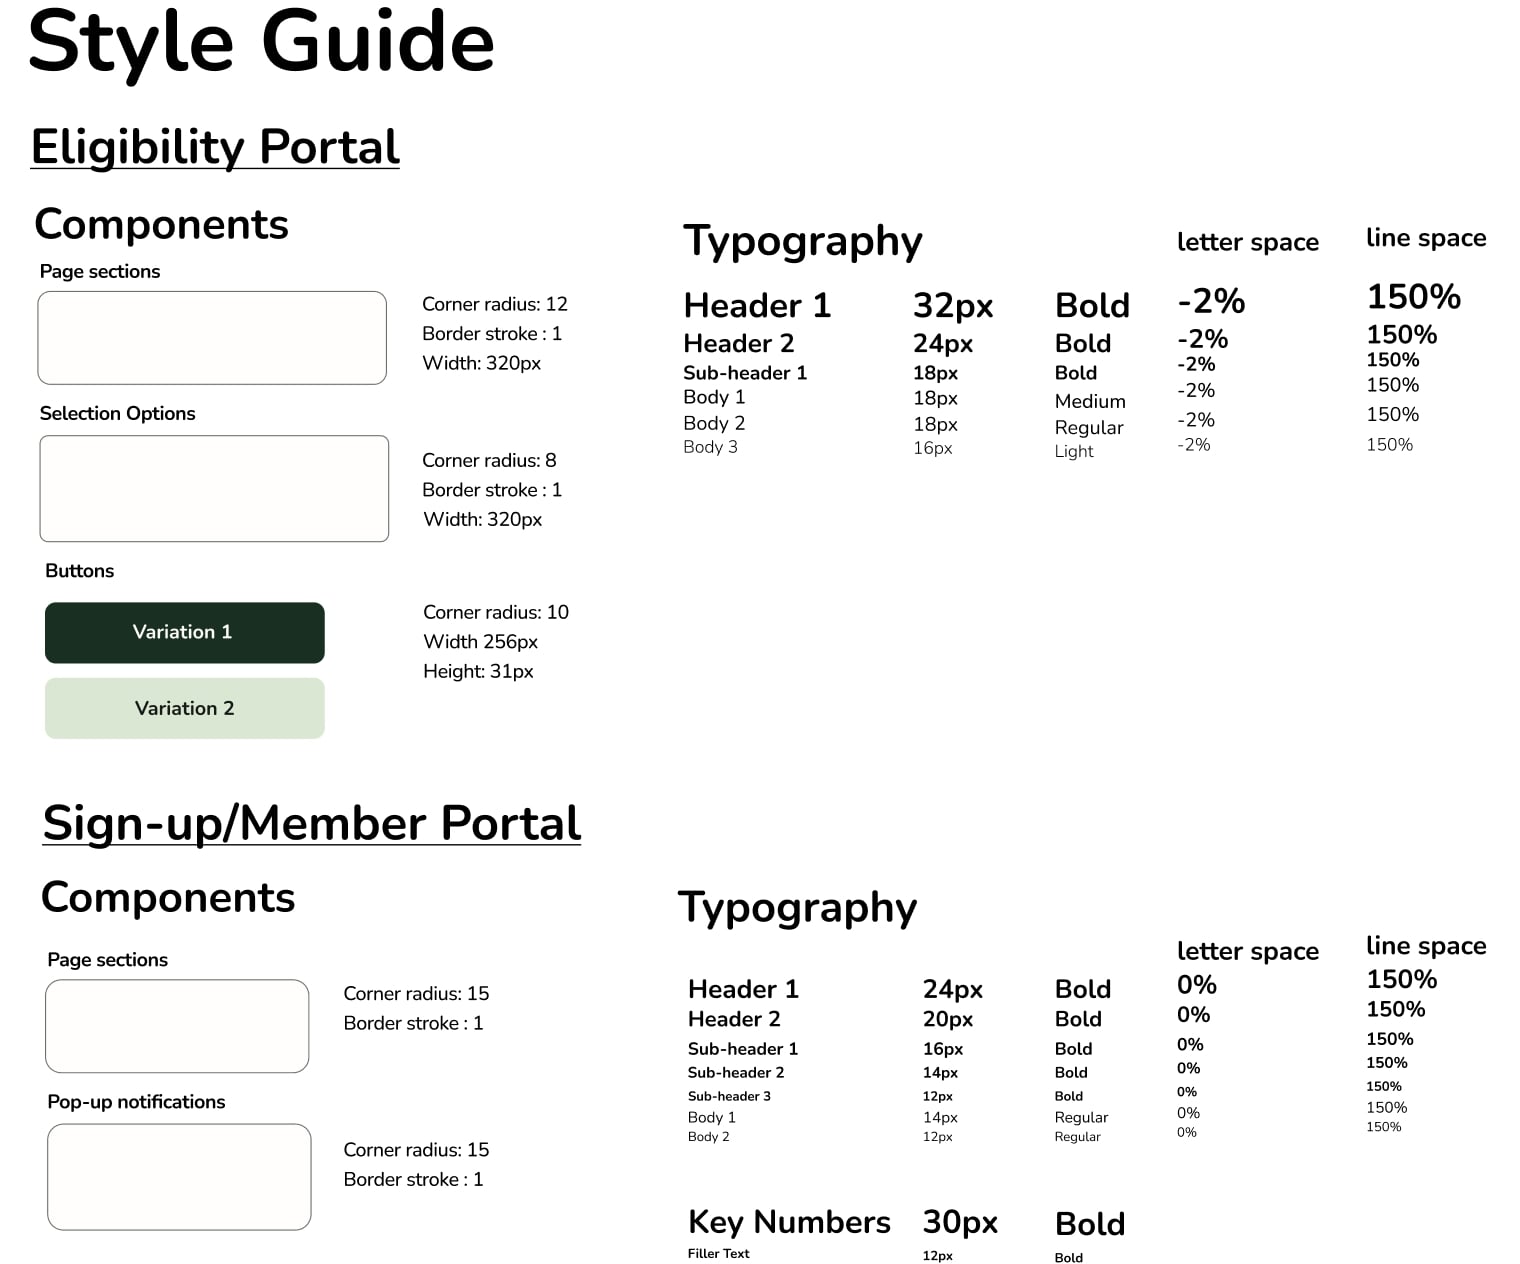 Style Guide
Eligibility Portal
Components
Page sections
Corner radius: 12
Border stroke : 1
Width: 320px
Selection Options
Corner radius: 8
Border stroke : 1
Width: 320px
Buttons
Variation 1
Variation 2
Corner radius: 10
Width 256px
Height: 31px
Typography letter space line space
Header 1 32px Bold -2% 150%
Header 2 24px Bold -2% 150%
Sub-header 1 18px Bold -2% 150%
Body 1 18px Medium -2% 150%
Body 2 18px Regular -2% 150%
Body 3 16px Light -2% 150%
Sign-up/Member Portal
Components
Page sections
Corner radius: 15
Border stroke : 1
Pop-up notifications
Corner radius: 15
Border stroke : 1
Typography letter space line space
Header 1 24px Bold 0% 150%
Header 2 20px Bold 0% 150%
Sub-header 1 16px Bold 0% 150%
Sub-header 2 14px Bold 0% 150%
Sub-header 3 12px Bold 0% 150%
Body 1 14px Regular 0% 150%
Body 2 12px Regular 0% 150%
Key Numbers 30px Bold
Filler Text 12px Bold